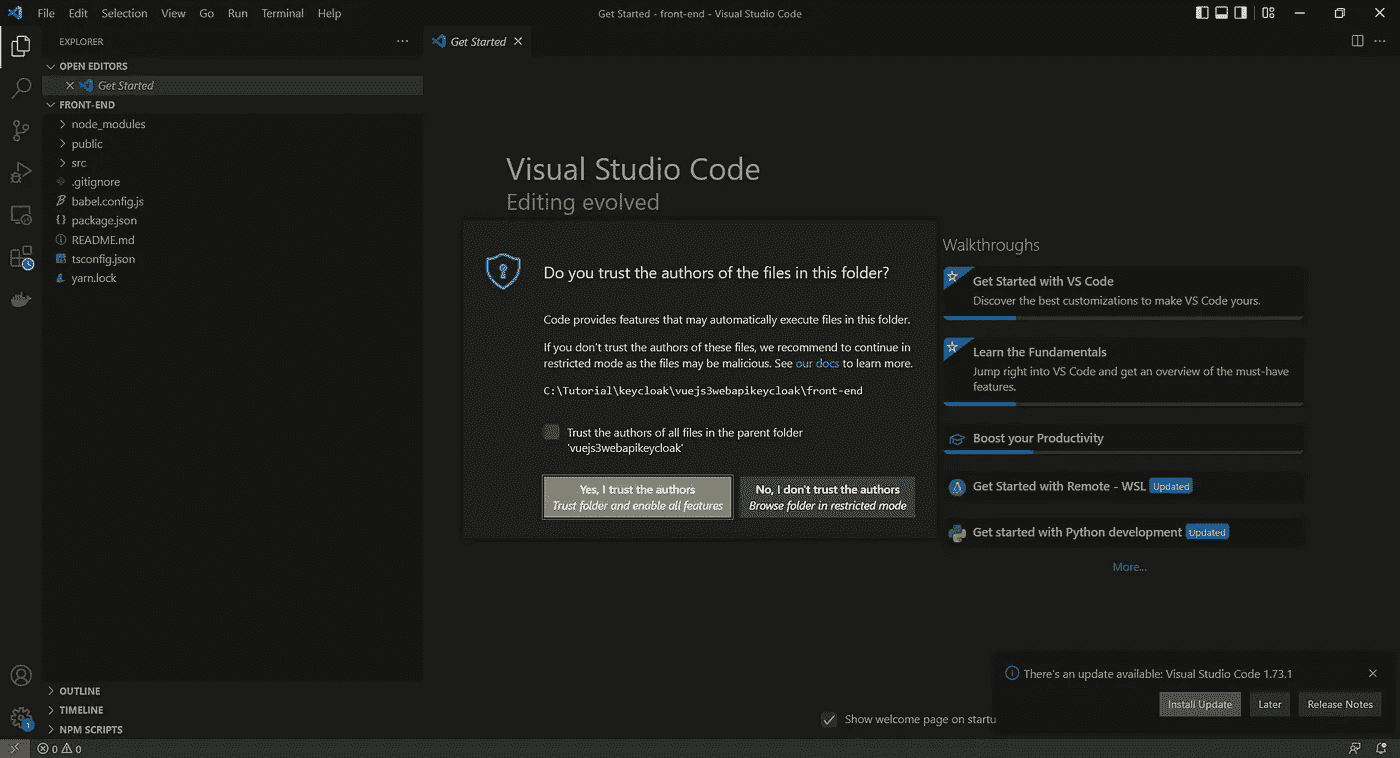 File Edit Selection View Go Run Terminal Help
Get Started - front-end - Visual Studio Code
EXPLORER
Get Started
OPEN EDITORS
Get Started
FRONT-END
node_modules
public
src
.gitignore
babel.config.js
package.json
README.md
tsconfig.json
yarn.lock
Visual Studio Code
Editing evolved
Do you trust the authors of the files in this folder?
Code provides features that may automatically execute files in this folder.
If you don't trust the authors of these files, we recommend to continue in
restricted mode as the files may be malicious. See our docs to learn more.
C:\Tutorial\keycloak\vuejs3webapikeycloak\front-end
Trust the authors of all files in the parent folder
'vuejs3webapikeycloak'
Yes, I trust the authors
Trust folder and enable all features
No, I don't trust the authors
Browse folder in restricted mode
Walkthroughs
Get Started with VS Code
Discover the best customizations to make VS Code yours.
Learn the Fundamentals
Jump right into VS Code and get an overview of the must-have
features.
Boost your Productivity
Get Started with Remote - WSL Updated
Get started with Python development Updated
More...
OUTLINE
TIMELINE
NPM SCRIPTS
1
Show welcome page on startu
There's an update available: Visual Studio Code 1.73.1
Install Update Later Release Notes
0 0